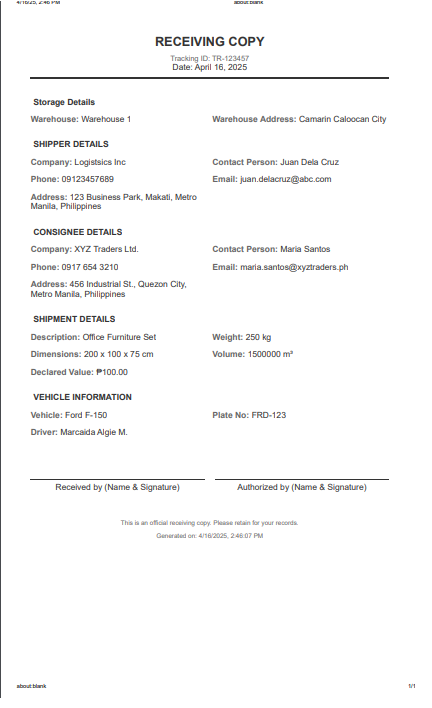 4/16/25, 2:46 PM about:blank
RECEIVING COPY
Tracking ID: TR-123457
Date: April 16, 2025
Storage Details
Warehouse: Warehouse 1 Warehouse Address: Camarin Caloocan City
SHIPPER DETAILS
Company: Logistsics Inc Contact Person: Juan Dela Cruz
Phone: 09123457689 Email: juan.delacruz@abc.com
Address: 123 Business Park, Makati, Metro
Manila, Philippines
CONSIGNEE DETAILS
Company: XYZ Traders Ltd. Contact Person: Maria Santos
Phone: 0917 654 3210 Email: maria.santos@xyztraders.ph
Address: 456 Industrial St., Quezon City,
Metro Manila, Philippines
SHIPMENT DETAILS
Description: Office Furniture Set Weight: 250 kg
Dimensions: 200 x 100 x 75 cm Volume: 1500000 m³
Declared Value: ₱100.00
VEHICLE INFORMATION
Vehicle: Ford F-150 Plate No: FRD-123
Driver: Marcaida Algie M.
Received by (Name & Signature) Authorized by (Name & Signature)
This is an official receiving copy. Please retain for your records.
Generated on: 4/16/2025, 2:46:07 PM
about:blank 1/1